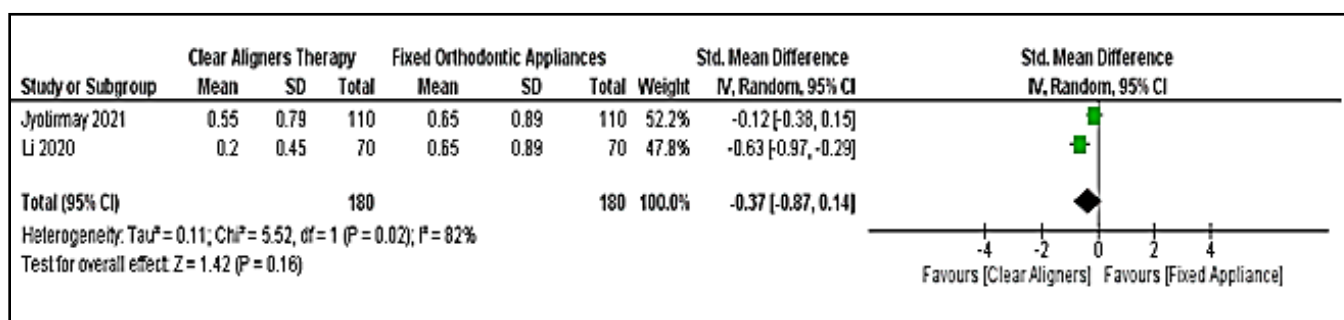 Clear Aligners Therapy Fixed Orthodontic Appliances Std. Mean Difference Std. Mean Difference
Study or Subgroup Mean SD Total Mean SD Total Weight IV, Random, 95% CI IV, Random, 95% CI
Jyotirmay 2021 0.55 0.79 110 0.65 0.89 110 52.2% -0.12 [-0.38, 0.15]
Li 2020 0.2 0.45 70 0.65 0.89 70 47.8% -0.63 [-0.97, -0.29]
Total (95% CI) 180 180 100.0% -0.37 [-0.87, 0.14]
Heterogeneity: Tau² = 0.11; Chi² = 5.52, df = 1 (P = 0.02); I² = 82%
Test for overall effect: Z = 1.42 (P = 0.16)
-4 -2 0 2 4
Favours [Clear Aligners] Favours [Fixed Appliance]